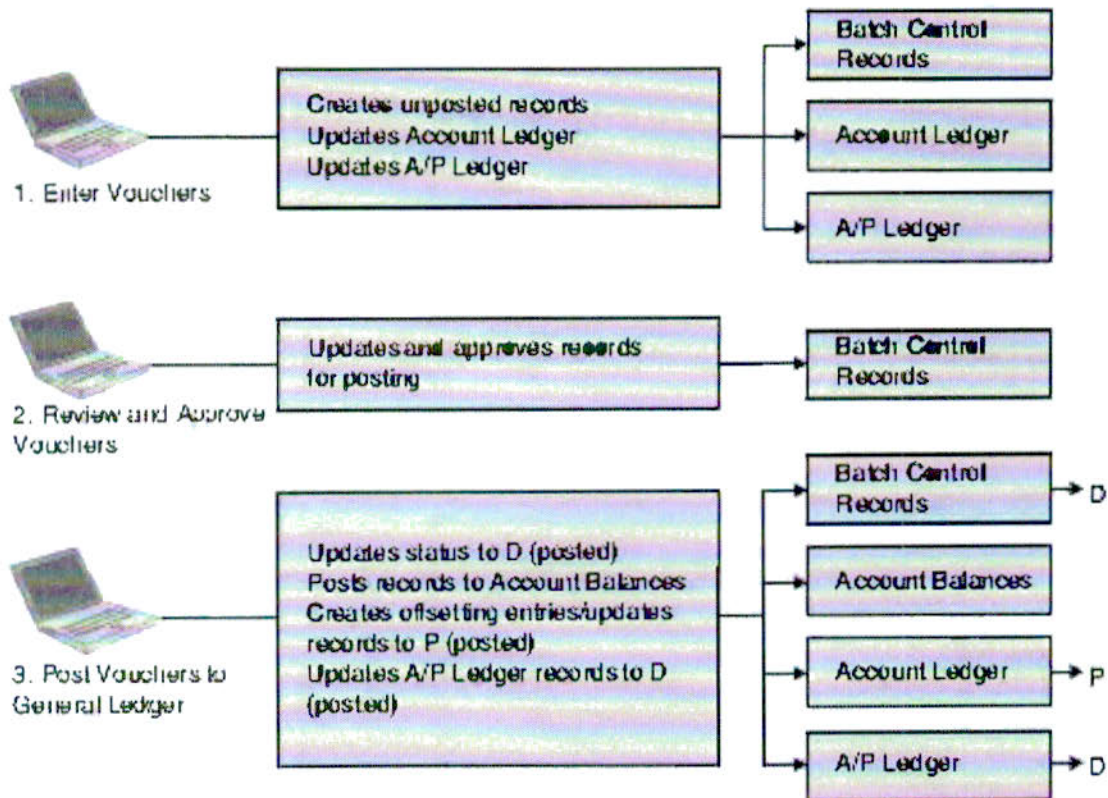 Batch Control
Records
Creates unposted records
Updates Account Ledger
Updates A/P Ledger
Account Ledger
A/P Ledger
1. Enter Vouchers
Updates and approves records
for posting
Batch Control
Records
2. Review and Approve
Vouchers
Updates status to D (posted)
Posts records to Account Balances
Creates offsetting entries/updates
records to P (posted)
Updates A/P Ledger records to D
(posted)
Batch Control
Records
D
Account Balances
Account Ledger
P
A/P Ledger
D
3. Post Vouchers to
General Ledger